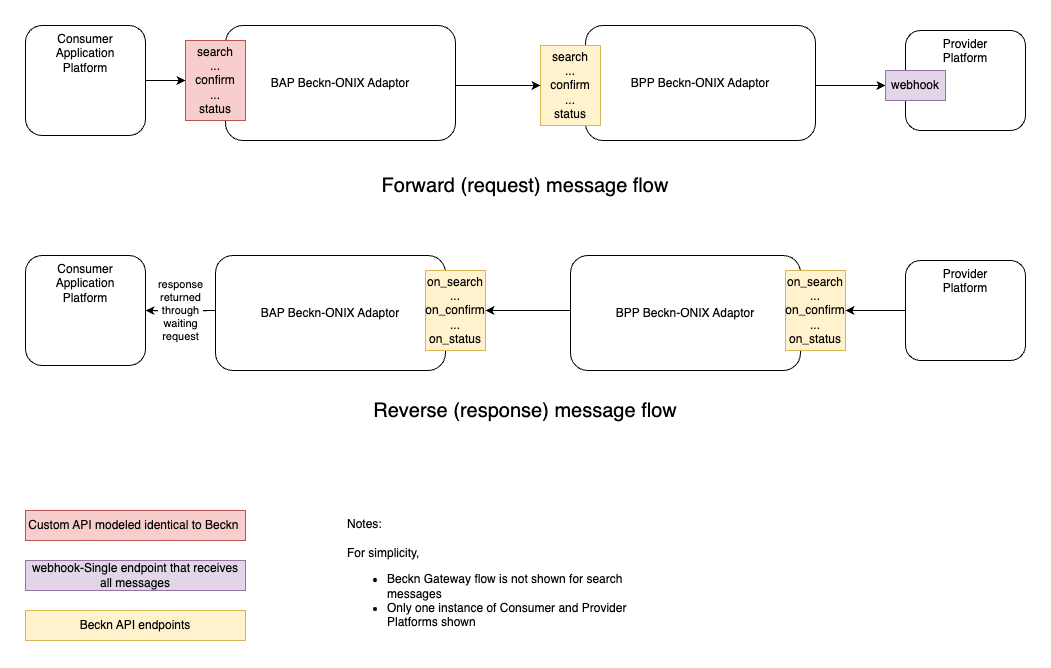 Consumer
Application
Platform
search
...
confirm
...
status
BAP Beckn-ONIX Adaptor
search
...
confirm
...
status
BPP Beckn-ONIX Adaptor
Provider
Platform
webhook
Forward (request) message flow
Consumer
Application
Platform
response
returned
through
waiting
request
BAP Beckn-ONIX Adaptor
on_search
...
on_confirm
...
on_status
BPP Beckn-ONIX Adaptor
on_search
...
on_confirm
...
on_status
Provider
Platform
Reverse (response) message flow
Custom API modeled identical to Beckn
webhook-Single endpoint that receives
all messages
Beckn API endpoints
Notes:
For simplicity,
• Beckn Gateway flow is not shown for search
messages
• Only one instance of Consumer and Provider
Platforms shown